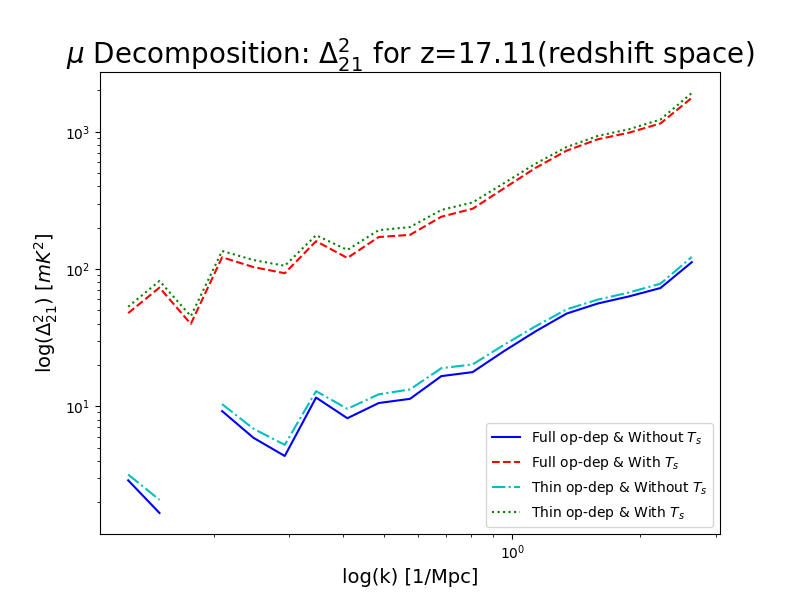 μ Decomposition: Δ²₂₁ for z=17.11(redshift space)
log(Δ²₂₁) [mK²]
10³
10²
10¹
10⁰
log(k) [1/Mpc]
Full op-dep & Without Tₛ
Full op-dep & With Tₛ
Thin op-dep & Without Tₛ
Thin op-dep & With Tₛ